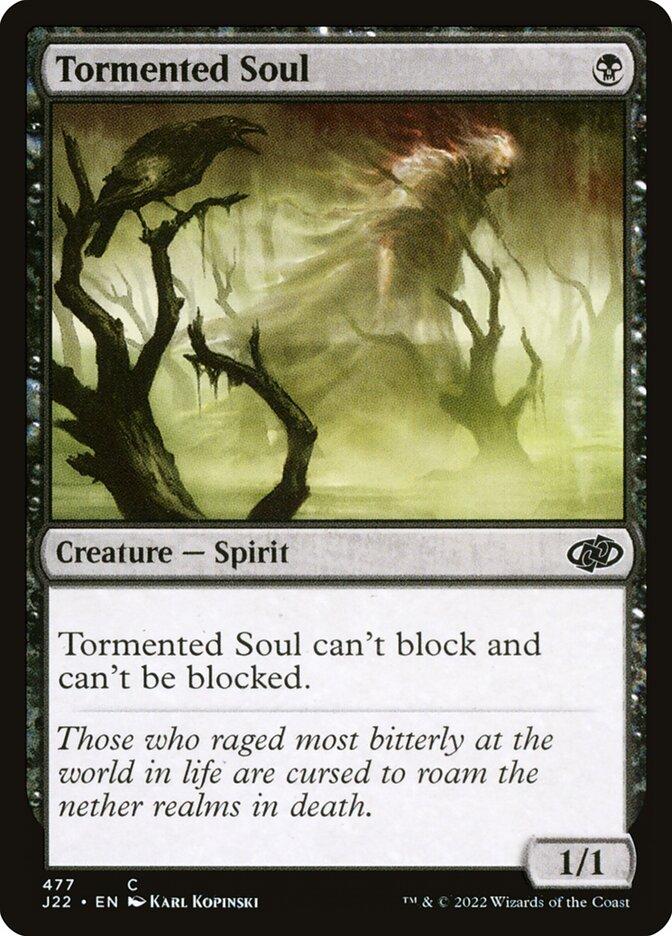 Tormented Soul
Creature — Spirit
Tormented Soul can't block and
can't be blocked.
Those who raged most bitterly at the
world in life are cursed to roam the
nether realms in death.
1/1
477 C
J22 • EN Karl Kopinski
™ & © 2022 Wizards of the Coast